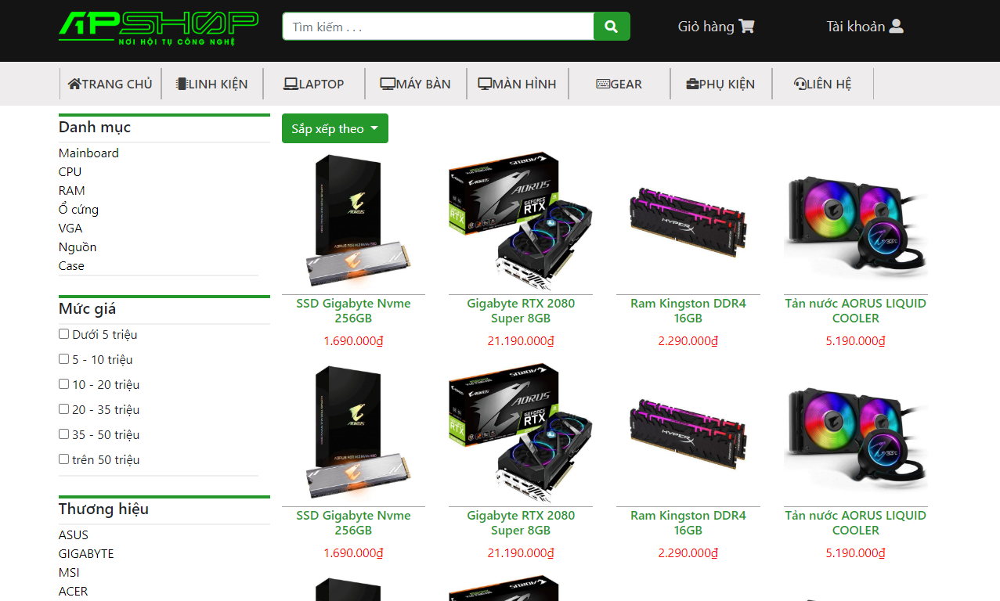 APSHOP
NƠI HỘI TỤ CÔNG NGHỆ
Tìm kiếm . . .
Giỏ hàng
Tài khoản
TRANG CHỦ
LINH KIỆN
LAPTOP
MÁY BÀN
MÀN HÌNH
GEAR
PHỤ KIỆN
LIÊN HỆ
Danh mục
Mainboard
CPU
RAM
Ổ cứng
VGA
Nguồn
Case
Mức giá
Dưới 5 triệu
5 - 10 triệu
10 - 20 triệu
20 - 35 triệu
35 - 50 triệu
trên 50 triệu
Thương hiệu
ASUS
GIGABYTE
MSI
ACER
Sắp xếp theo
AORUS
AORUS
AORUS
AORUS
GEFORCE
RTX
HYPERX
33°C
SSD Gigabyte Nvme
256GB
1.690.000₫
Gigabyte RTX 2080
Super 8GB
21.190.000₫
Ram Kingston DDR4
16GB
2.290.000₫
Tản nước AORUS LIQUID
COOLER
5.190.000₫
AORUS
AORUS
AORUS
AORUS
GEFORCE
RTX
HYPERX
33°C
SSD Gigabyte Nvme
256GB
1.690.000₫
Gigabyte RTX 2080
Super 8GB
21.190.000₫
Ram Kingston DDR4
16GB
2.290.000₫
Tản nước AORUS LIQUID
COOLER
5.190.000₫
AORUS